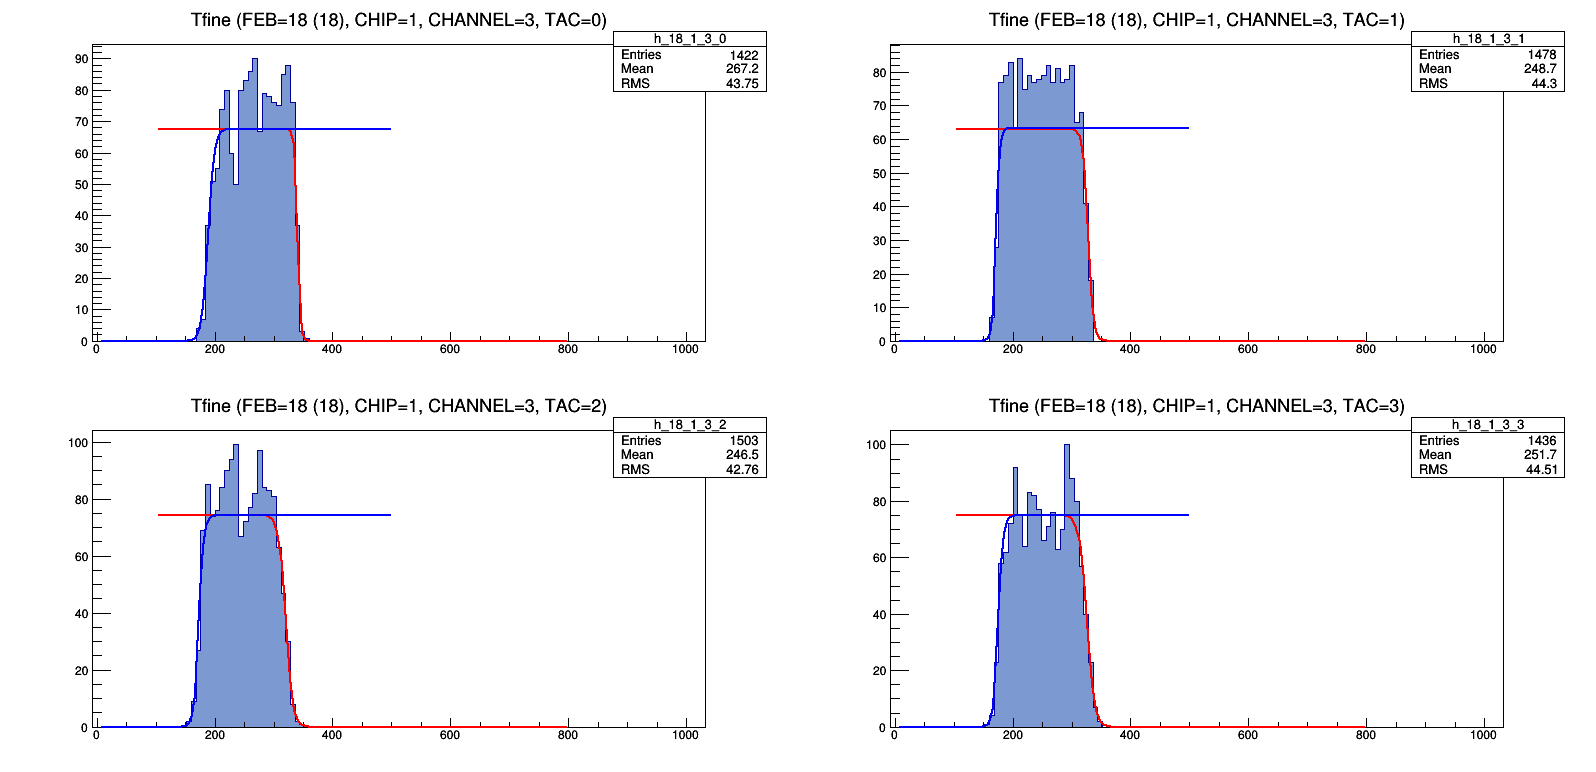 Tfine (FEB=18 (18), CHIP=1, CHANNEL=3, TAC=0)
h_18_1_3_0
Entries 1422
Mean 267.2
RMS 43.75
90
80
70
60
50
40
30
20
10
0
0 200 400 600 800 1000
Tfine (FEB=18 (18), CHIP=1, CHANNEL=3, TAC=1)
h_18_1_3_1
Entries 1478
Mean 248.7
RMS 44.3
80
70
60
50
40
30
20
10
0
0 200 400 600 800 1000
Tfine (FEB=18 (18), CHIP=1, CHANNEL=3, TAC=2)
h_18_1_3_2
Entries 1503
Mean 246.5
RMS 42.76
100
80
60
40
20
0
0 200 400 600 800 1000
Tfine (FEB=18 (18), CHIP=1, CHANNEL=3, TAC=3)
h_18_1_3_3
Entries 1436
Mean 251.7
RMS 44.51
100
80
60
40
20
0
0 200 400 600 800 1000